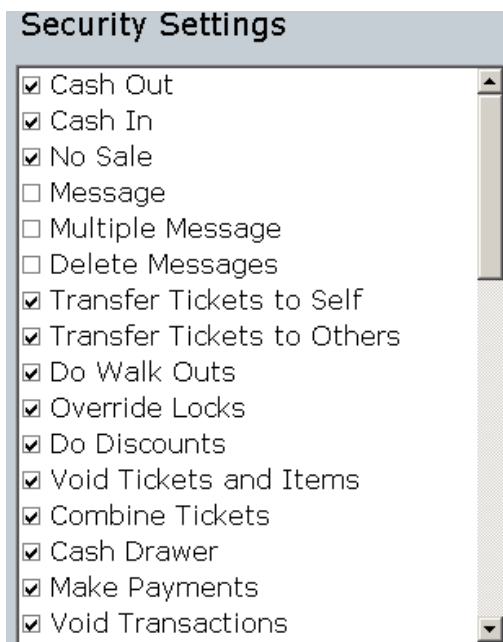 Security Settings
Cash Out
Cash In
No Sale
Message
Multiple Message
Delete Messages
Transfer Tickets to Self
Transfer Tickets to Others
Do Walk Outs
Override Locks
Do Discounts
Void Tickets and Items
Combine Tickets
Cash Drawer
Make Payments
Void Transactions